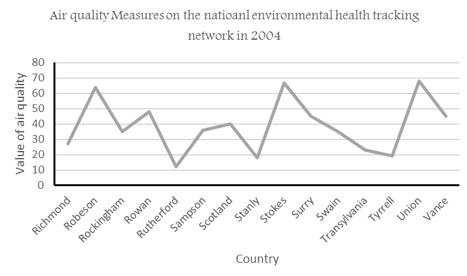 Air quality Measures on the natioanl environmental health tracking
network in 2004
Value of air quality
80
70
60
50
40
30
20
10
0
Richmond
Robeson
Rockingham
Rowan
Rutherford
Sampson
Scotland
Stanly
Stokes
Surry
Swain
Transylvania
Tyrrell
Union
Vance
Country